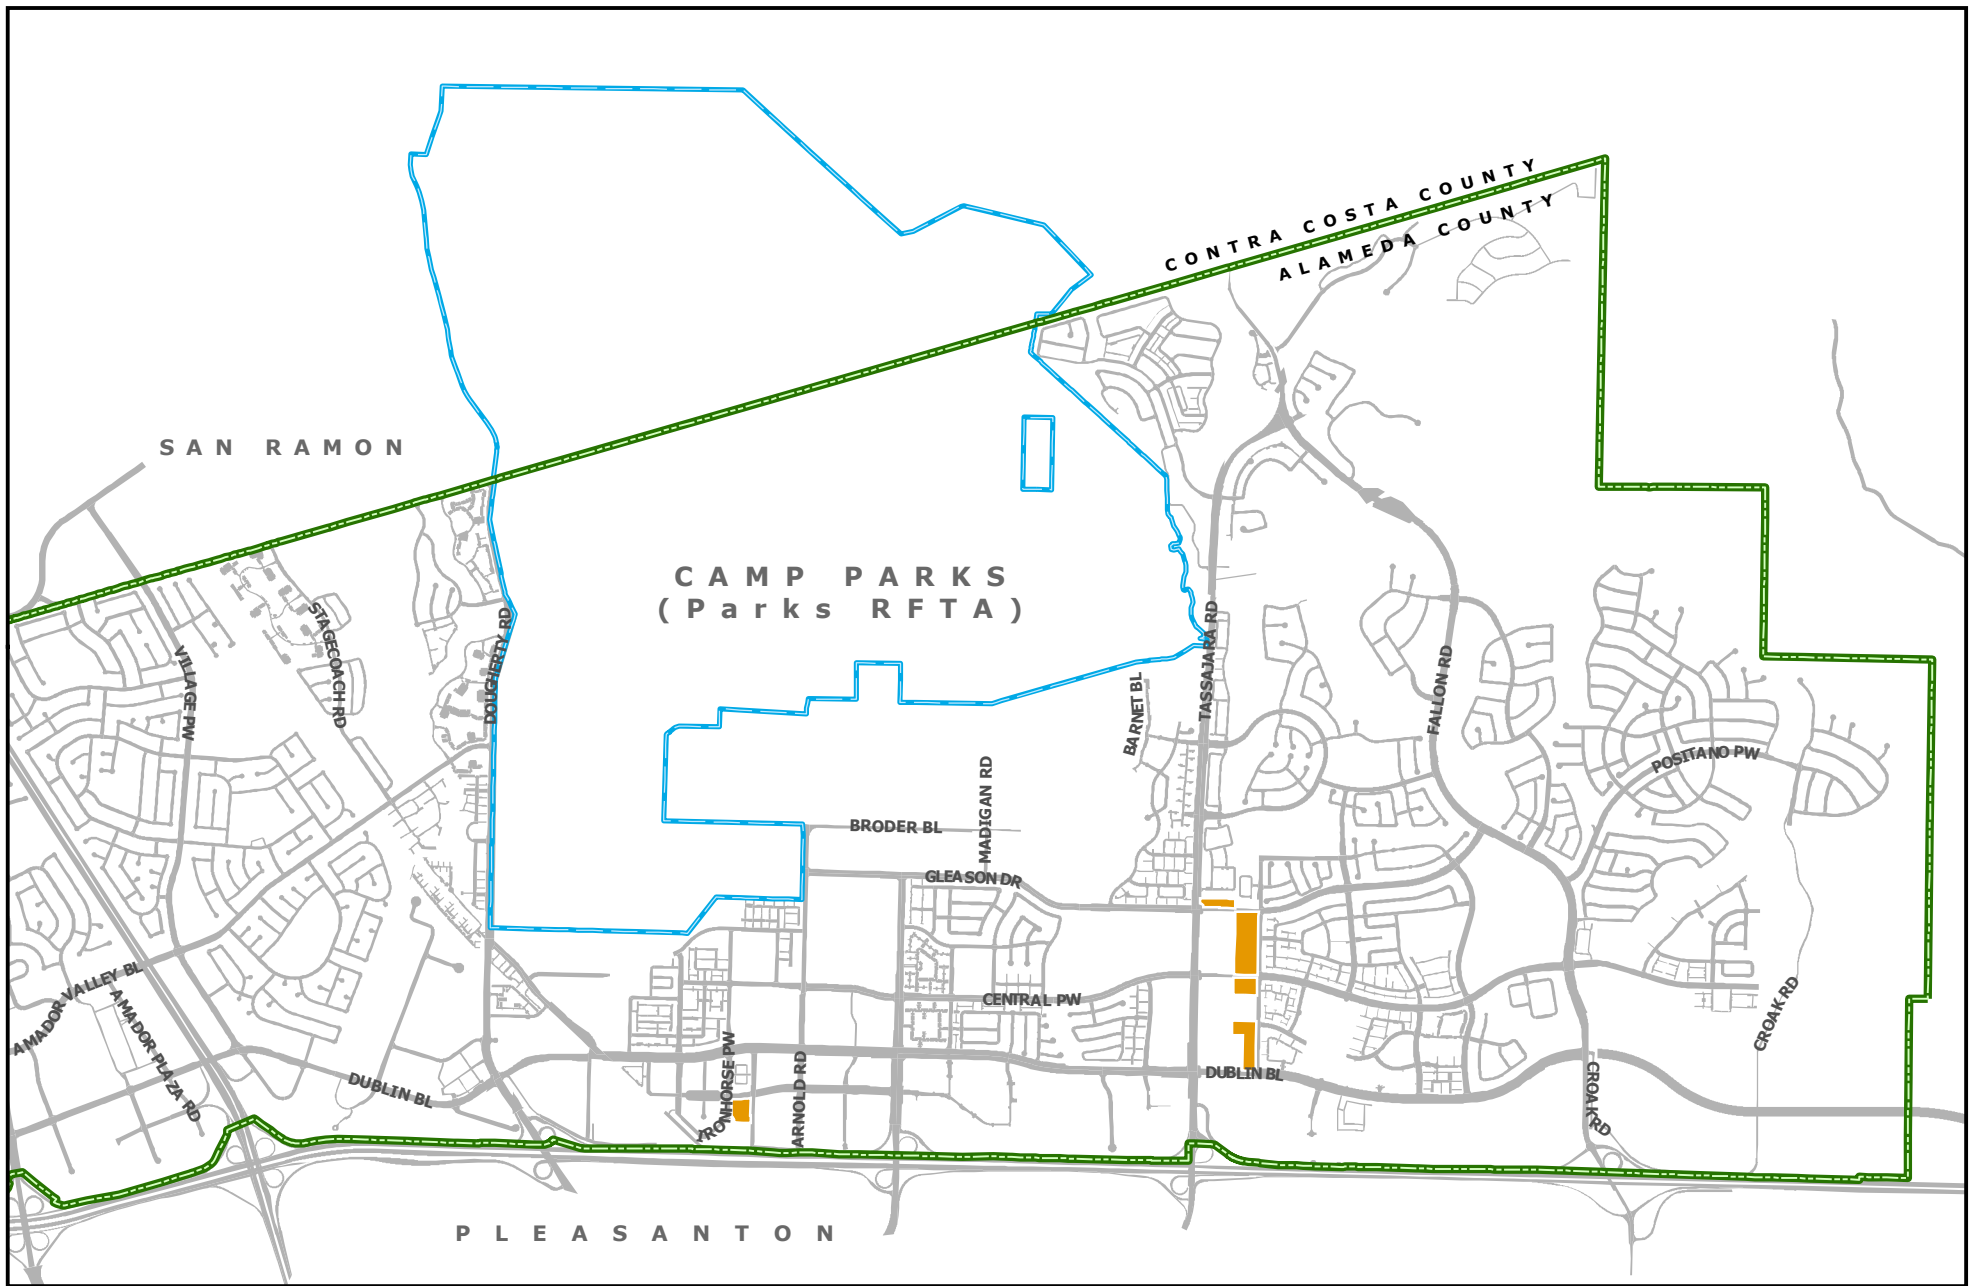 CONTRA COSTA COUNTY
ALAMEDA COUNTY
SAN RAMON
CAMP PARKS
(Parks RFTA)
STAGECOACH RD
VILLAGE PW
DOUGHERTY RD
TASSAJARA RD
BARNET BL
FALLON RD
POSITANO PW
BRODER BL
MADIGAN RD
GLEASON DR
AMADOR VALLEY BL
AMADOR PLAZA RD
CENTRAL PW
CROAK RD
DUBLIN BL
IRONHORSE PW
ARNOLD RD
DUBLIN BL
CROAK RD
PLEASANTON